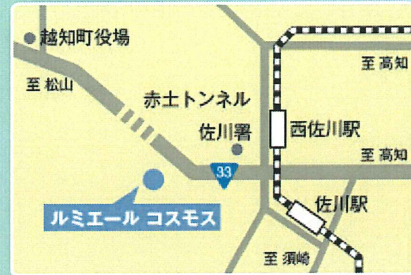 越知町役場
至 高知
至 松山
赤土トンネル
佐川署
西佐川駅
至 高知
33
佐川駅
ルミエール コスモス
至 須崎